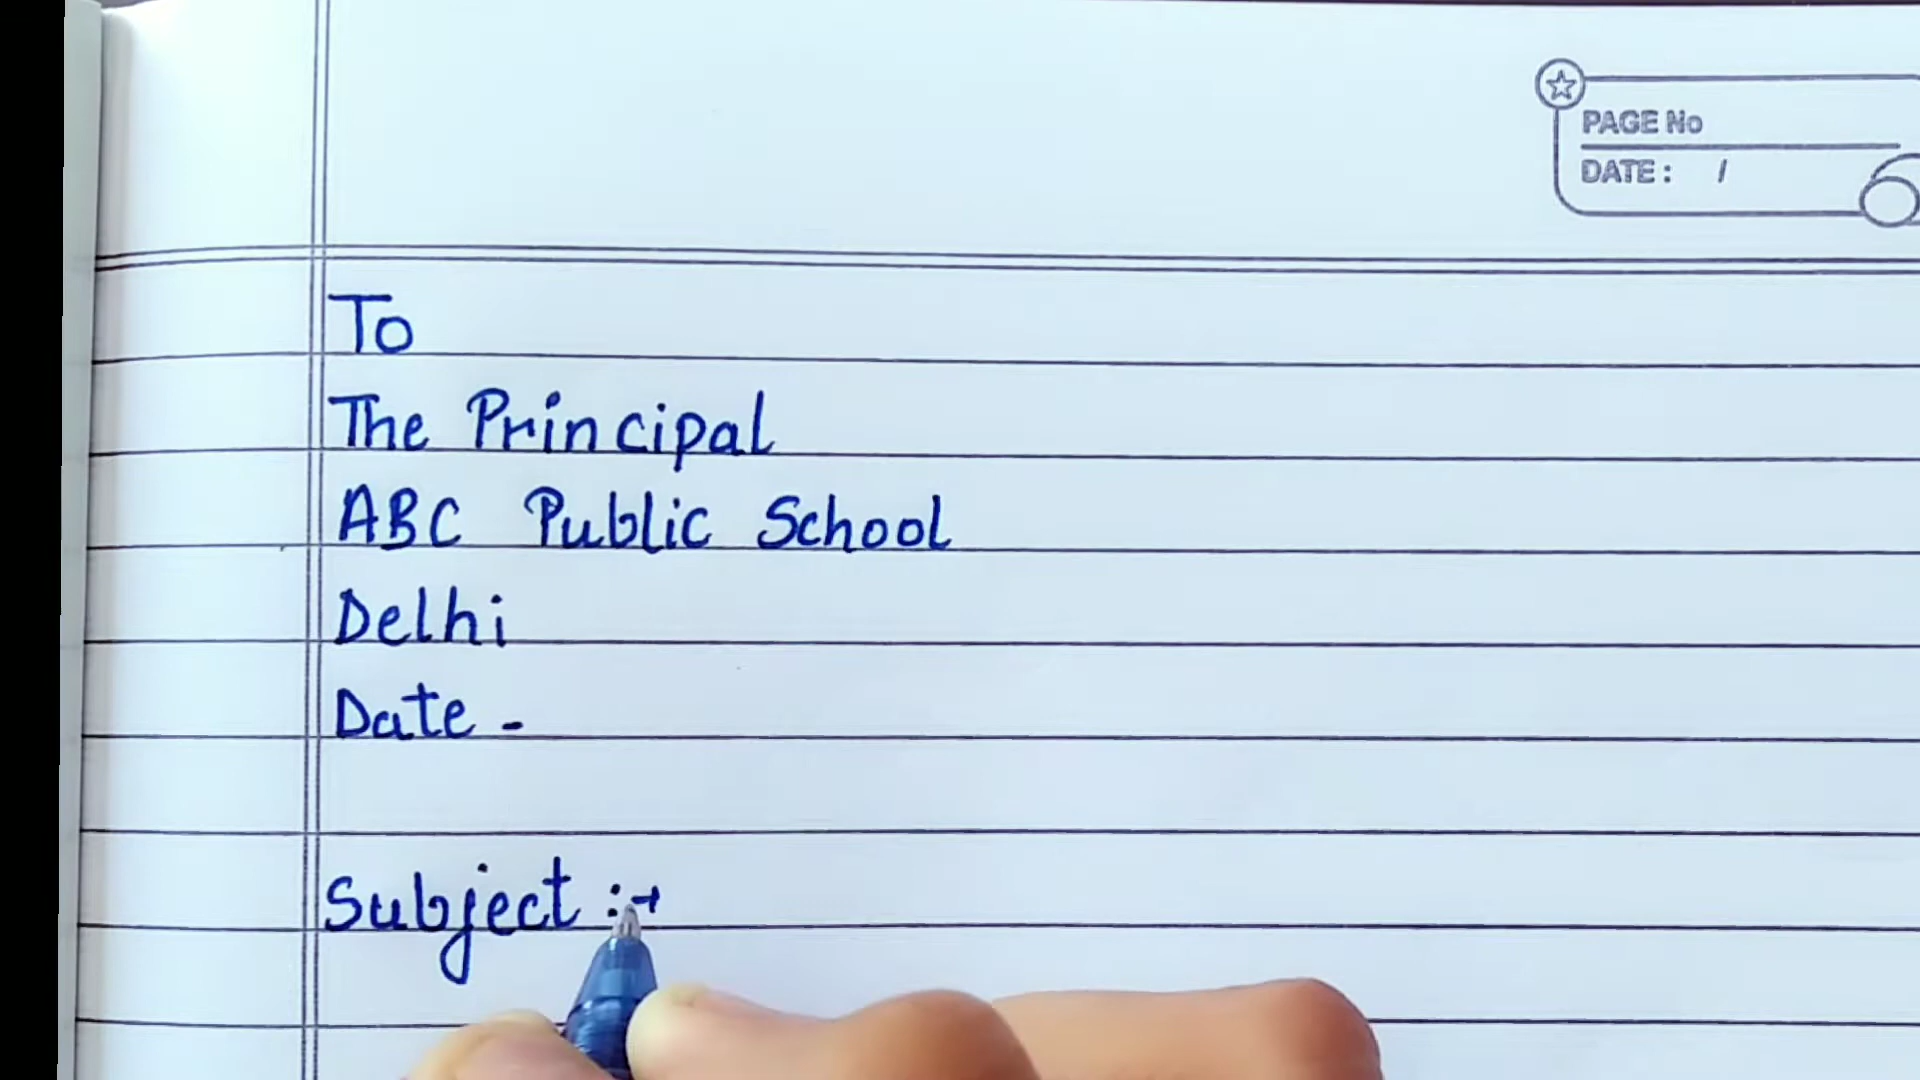 PAGE No
DATE : /
To
The Principal
ABC Public School
Delhi
Date -
Subject :-